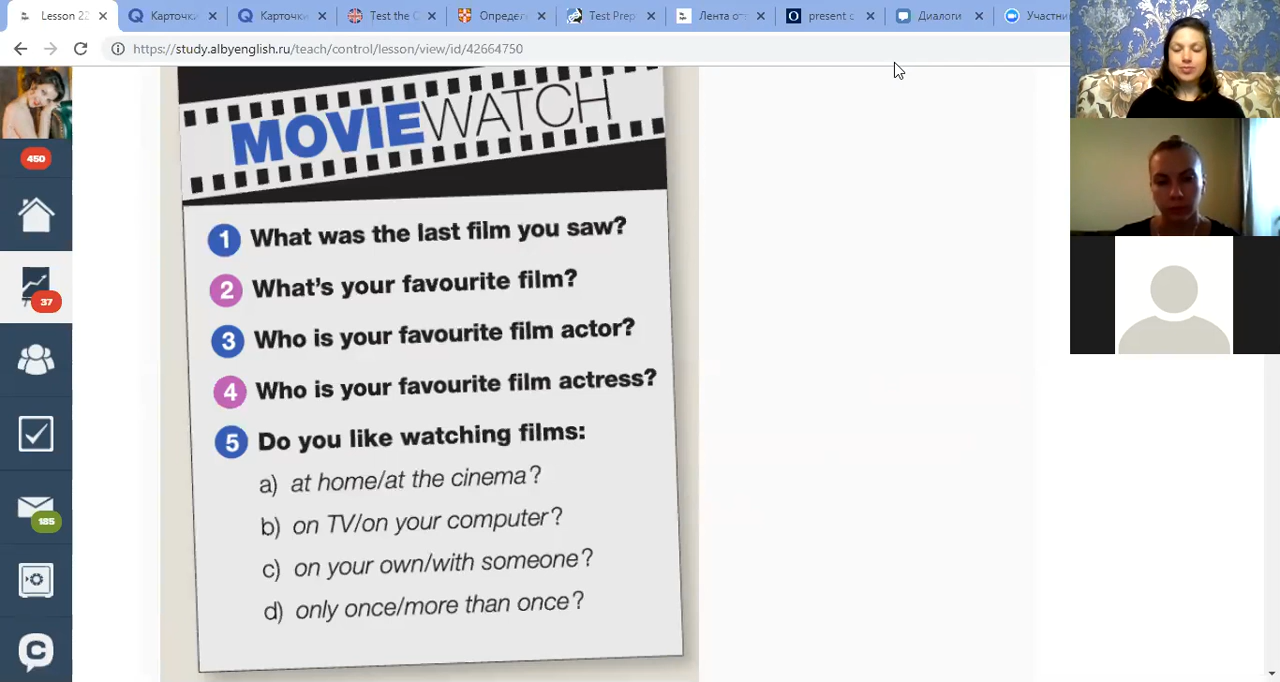 Lesson 22
Карточки
Карточки
Test the C
Определ
Test Prep
Лента от
present c
Диалоги
Участни
https://study.albyenglish.ru/teach/control/lesson/view/id/42664750
450
37
185
MOVIEWATCH
1 What was the last film you saw?
2 What's your favourite film?
3 Who is your favourite film actor?
4 Who is your favourite film actress?
5 Do you like watching films:
a) at home/at the cinema?
b) on TV/on your computer?
c) on your own/with someone?
d) only once/more than once?